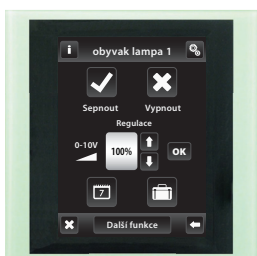 i obyvak lampa 1
Sepnout Vypnout
Regulace
0-10V 100% OK
7
Další funkce